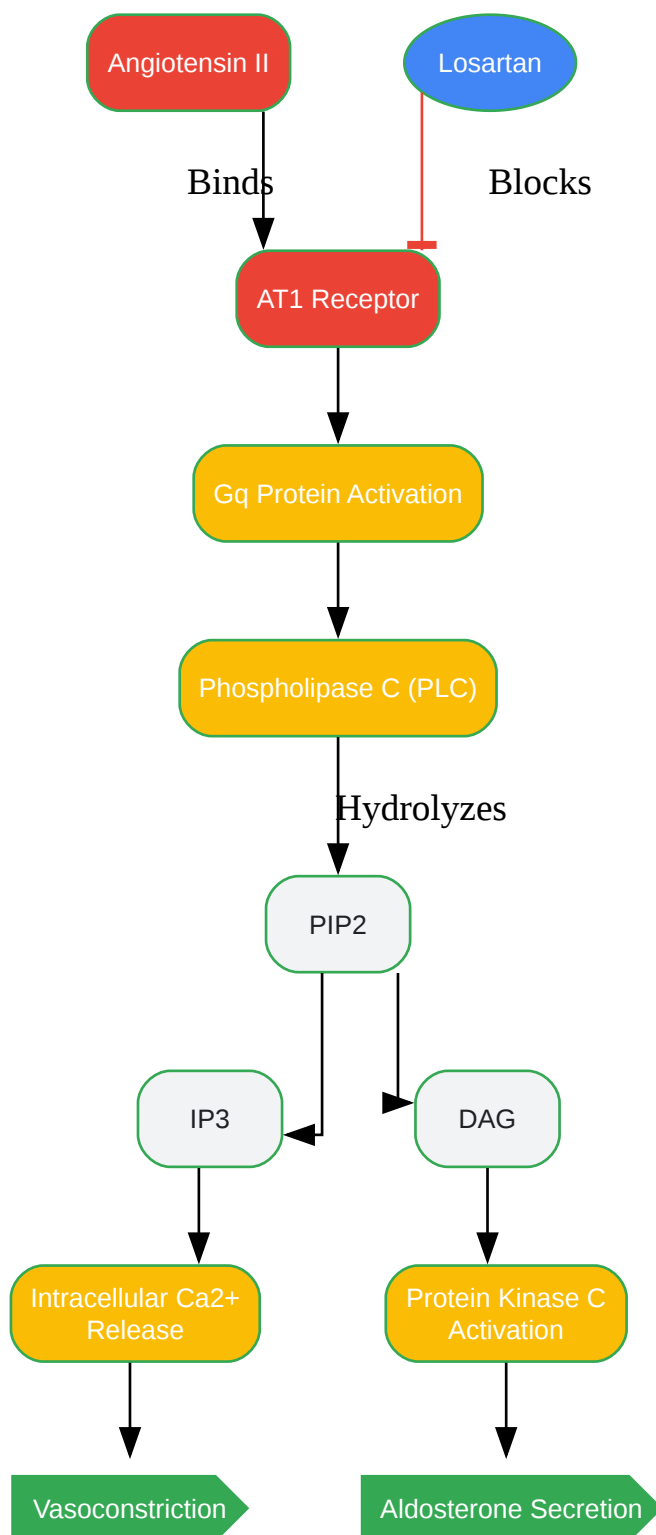 Angiotensin II
Losartan
Binds
Blocks
AT1 Receptor
Gq Protein Activation
Phospholipase C (PLC)
Hydrolyzes
PIP2
IP3
DAG
Intracellular Ca2+
Release
Protein Kinase C
Activation
Vasoconstriction
Aldosterone Secretion